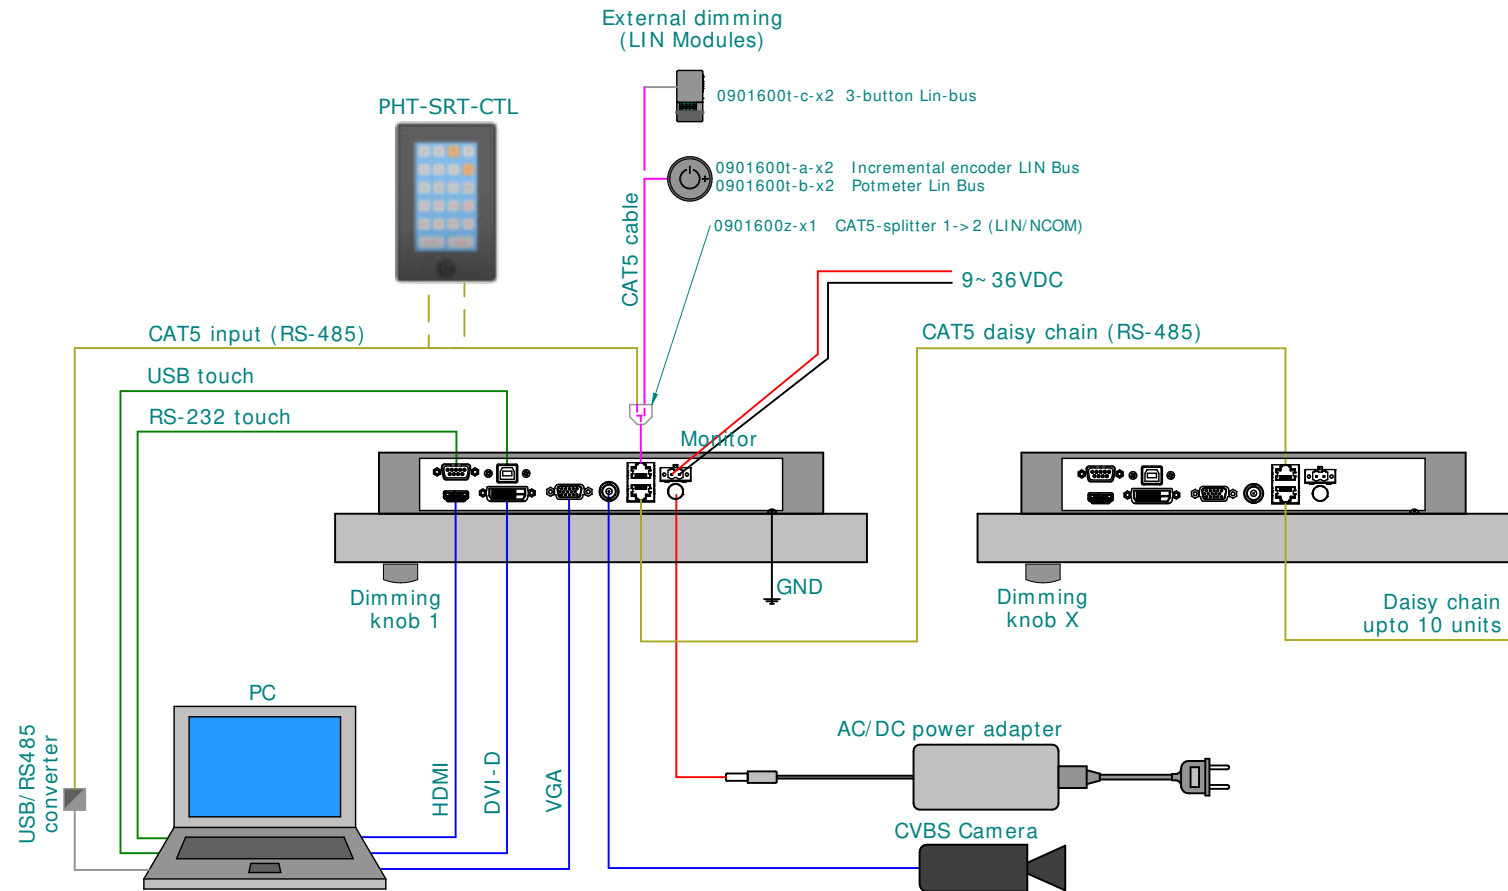 External dimming
(LIN Modules)
0901600t-c-x2 3-button Lin-bus
PHT-SRT-CTL
0901600t-a-x2 Incremental encoder LIN Bus
0901600t-b-x2 Potmeter Lin Bus
0901600z-x1 CAT5-splitter 1->2 (LIN/NCOM)
CAT5 cable
9~36VDC
CAT5 input (RS-485)
CAT5 daisy chain (RS-485)
USB touch
RS-232 touch
Monitor
GND
Dimming
knob 1
Dimming
knob X
Daisy chain
upto 10 units
PC
USB/RS485
converter
HDMI
DVI-D
VGA
AC/DC power adapter
CVBS Camera